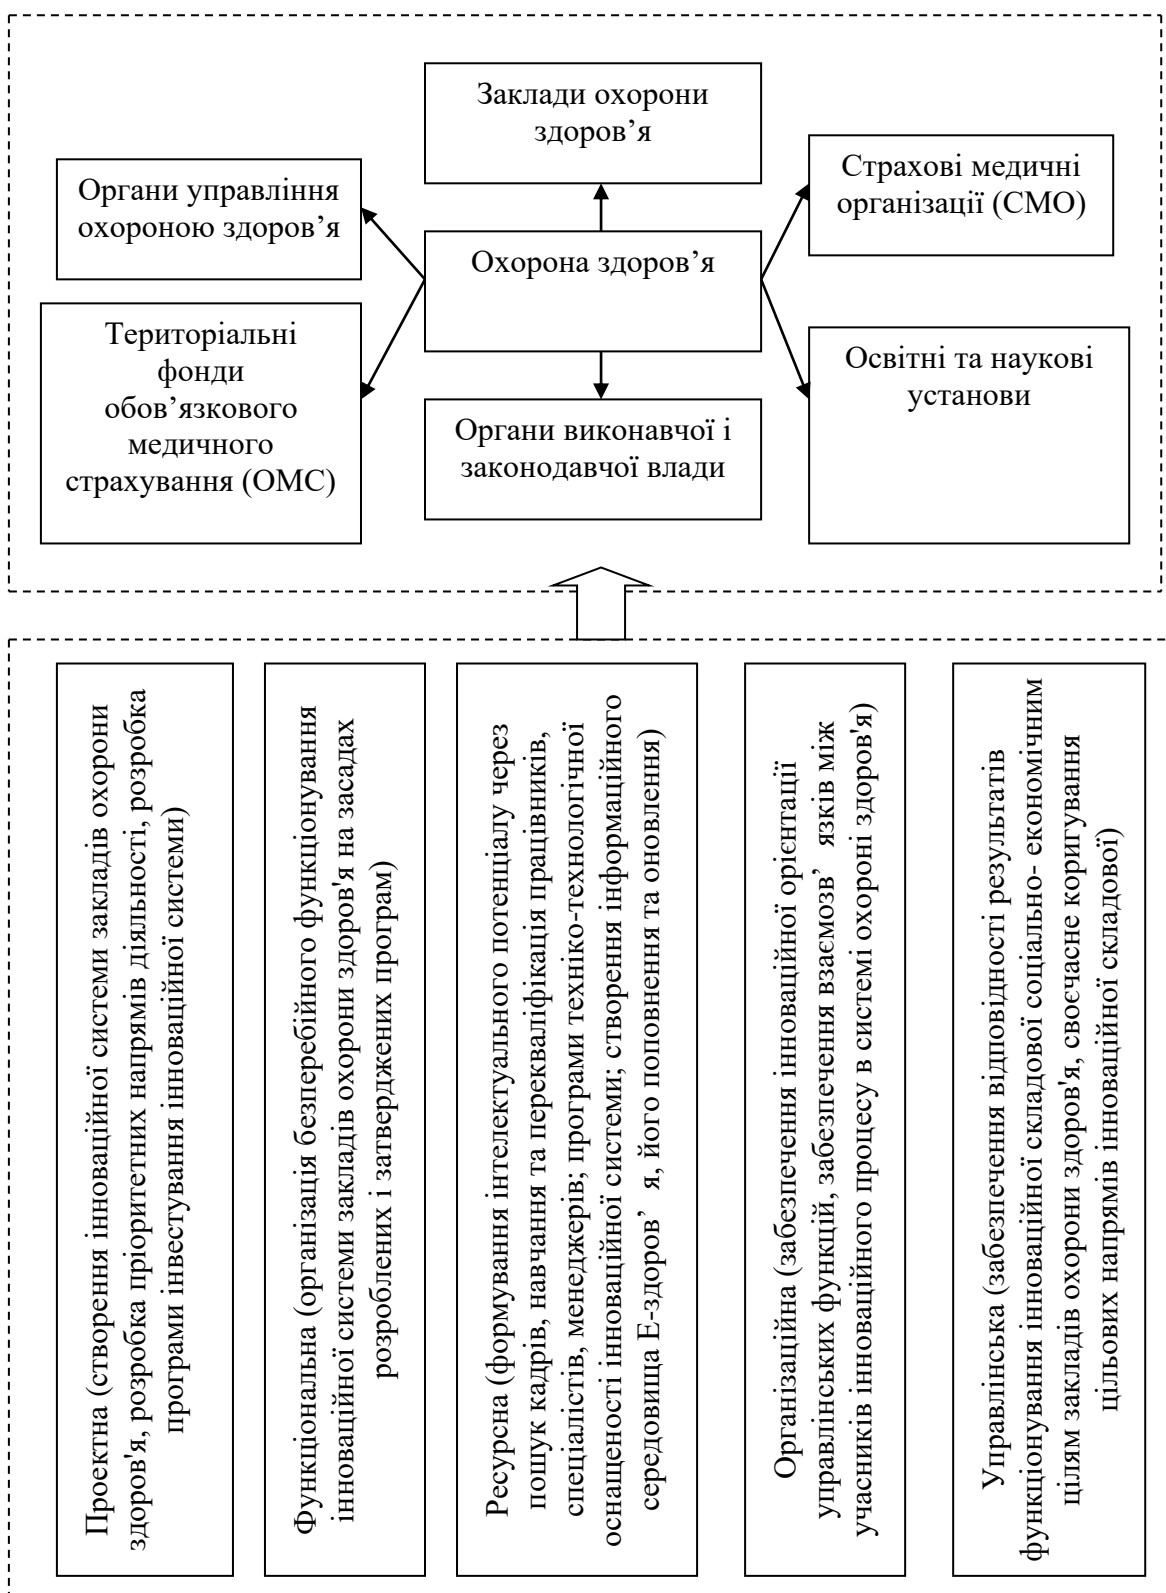 Заклади охорони
здоров’я
Органи управління
охороною здоров’я
Страхові медичні
організації (СМО)
Охорона здоров’я
Територіальні
фонди
обов’язкового
медичного
страхування (ОМС)
Органи виконавчої і
законодавчої влади
Освітні та наукові
установи
Проектна (створення інноваційної системи закладів охорони
здоров'я, розробка пріоритетних напрямів діяльності, розробка
програми інвестування інноваційної системи)
Функціональна (організація безперебійного функціонування
інноваційної системи закладів охорони здоров'я на засадах
розроблених і затверджених програм)
Ресурсна (формування інтелектуального потенціалу через
пошук кадрів, навчання та перекваліфікація працівників,
спеціалістів, менеджерів; програми техніко-технологічної
оснащеності інноваційної системи; створення інформаційного
середовища Е-здоров’ я, його поповнення та оновлення)
Організаційна (забезпечення інноваційної орієнтації
управлінських функцій, забезпечення взаємозв’ язків між
учасників інноваційного процесу в системі охороні здоров'я)
Управлінська (забезпечення відповідності результатів
функціонування інноваційної складової соціально- економічним
цілям закладів охорони здоров'я, своєчасне коригування
цільових напрямів інноваційної складової)